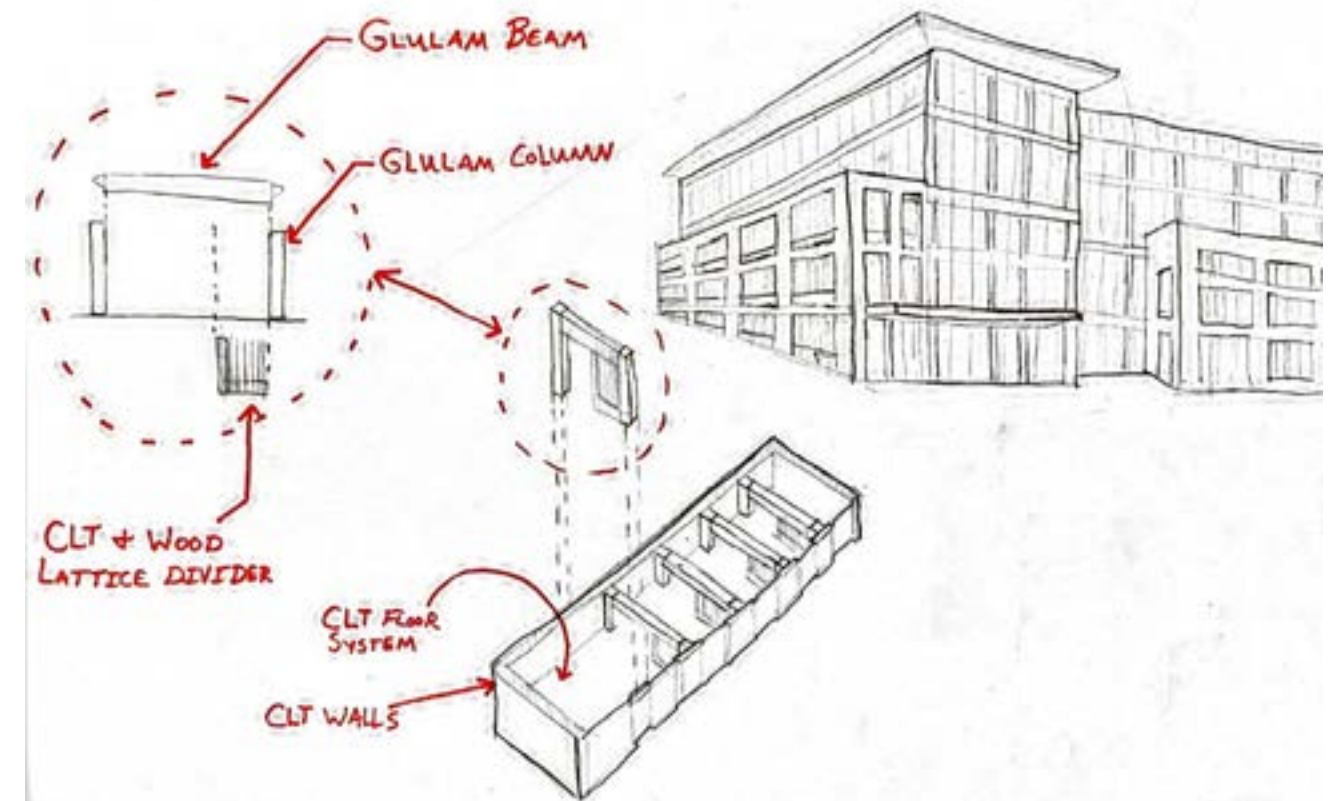 GLULAM BEAM
GLULAM COLUMN
CLT & WOOD
LATTICE DIVIDER
CLT FLOOR
SYSTEM
CLT WALLS